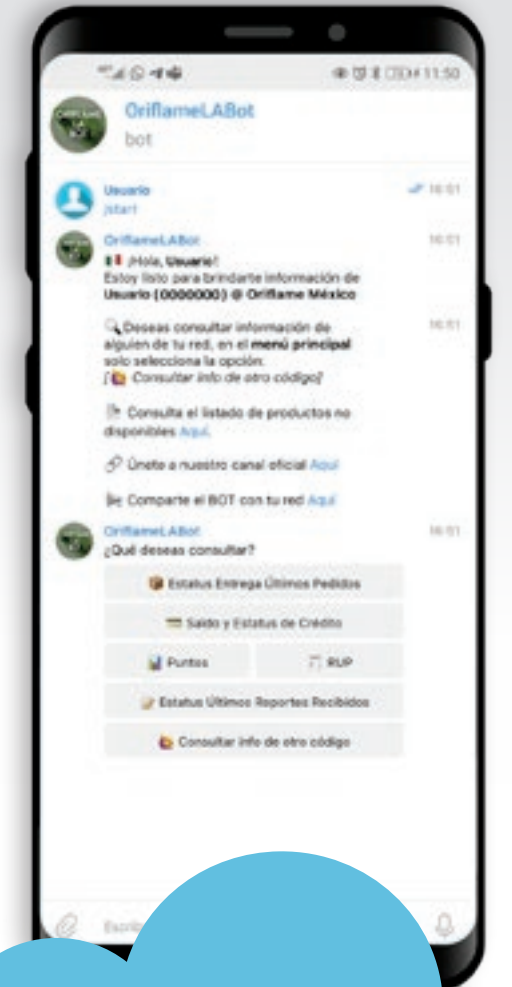 11:50
OriflameLABot
bot
Usuario 16:51
/start
OriflameLABot 16:51
¡Hola, Usuario!
Estoy listo para brindarte información de
Usuario (0000000) @ Oriflame México
Deseas consultar información de 16:51
alguien de tu red, en el menú principal
solo selecciona la opción:
[Consultar info de otro código]
Consulta el listado de productos no
disponibles Aquí.
Únete a nuestro canal oficial Aquí
Comparte el BOT con tu red Aquí
OriflameLABot 16:51
¿Qué deseas consultar?
Estatus Entrega Últimos Pedidos
Saldo y Estatus de Crédito
Puntos RUP
Estatus Últimos Reportes Recibidos
Consultar info de otro código